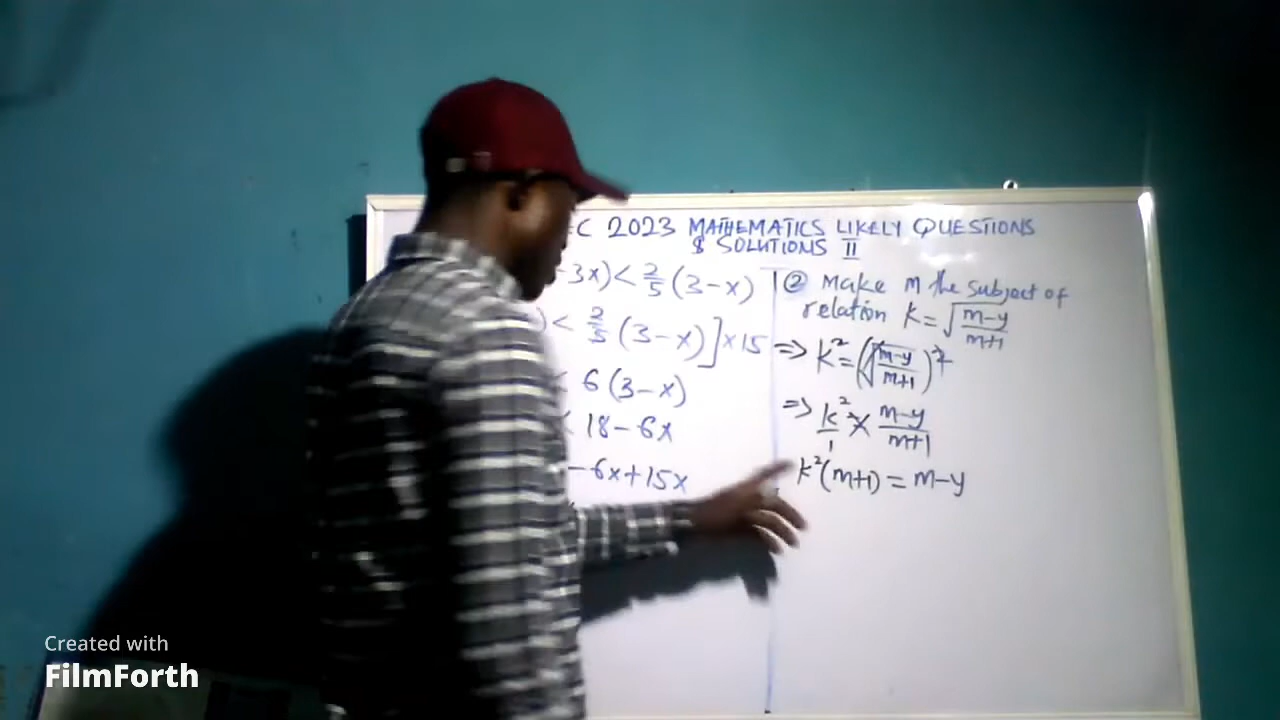 C 2023 MATHEMATICS LIKELY QUESTIONS
& SOLUTIONS II
-3x) < 2/5 (3-x)
) < 2/5 (3-x)] × 15
6 (3-x)
18 - 6x
-6x+15x
② Make m the subject of
relation K = √((m-y)/(m+1))
=> K² = (√((m-y)/(m+1)))²
=> K²/1 = (m-y)/(m+1)
K²(m+1) = m-y
Created with
FilmForth